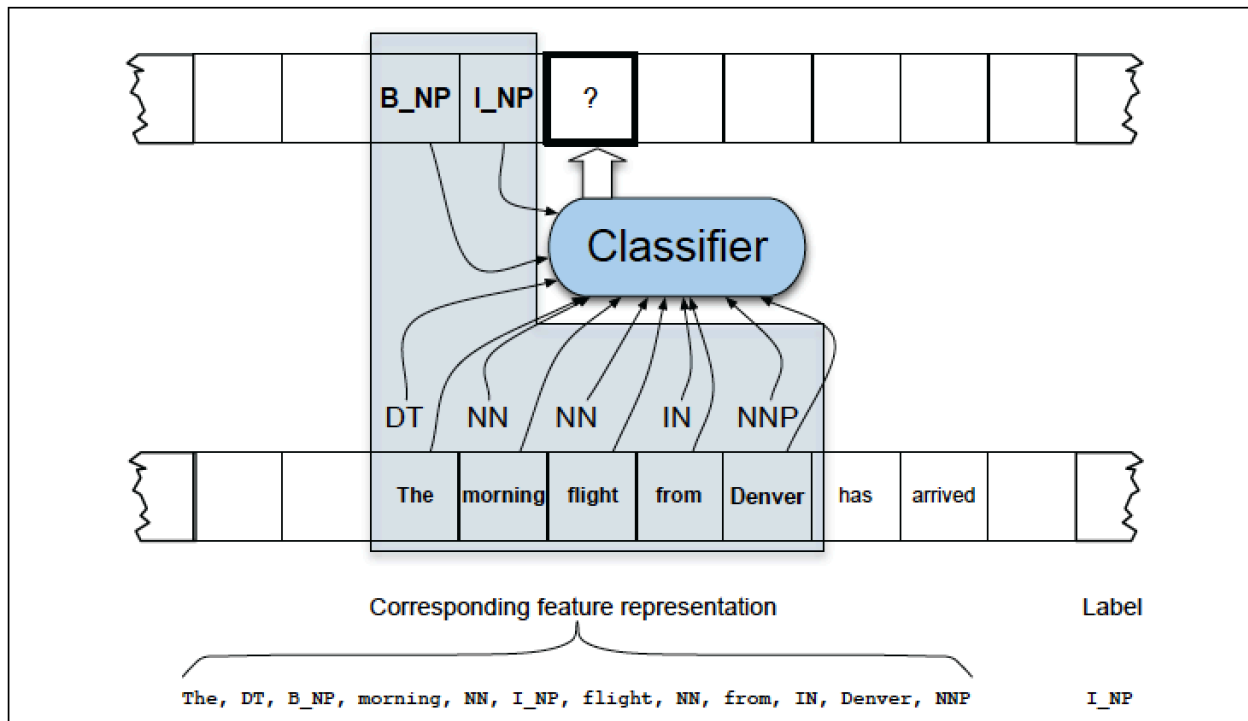 B_NP I_NP ?
Classifier
DT NN NN IN NNP
The morning flight from Denver has arrived
Corresponding feature representation Label
The, DT, B_NP, morning, NN, I_NP, flight, NN, from, IN, Denver, NNP I_NP